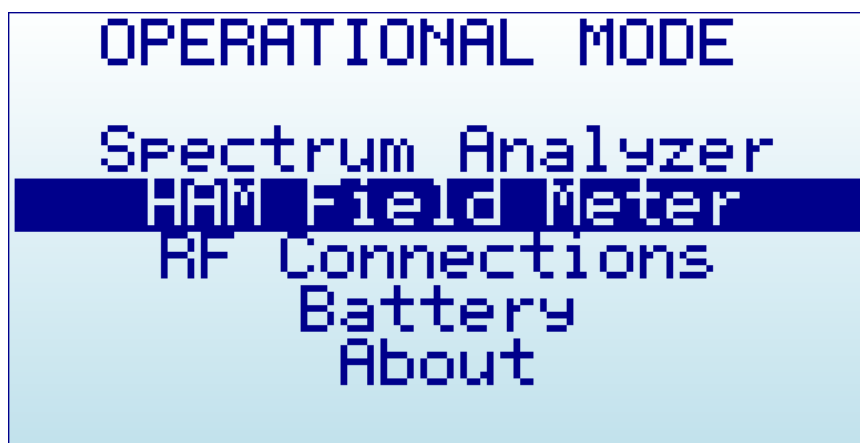 OPERATIONAL MODE
Spectrum Analyzer
HAM Field Meter
RF Connections
Battery
About